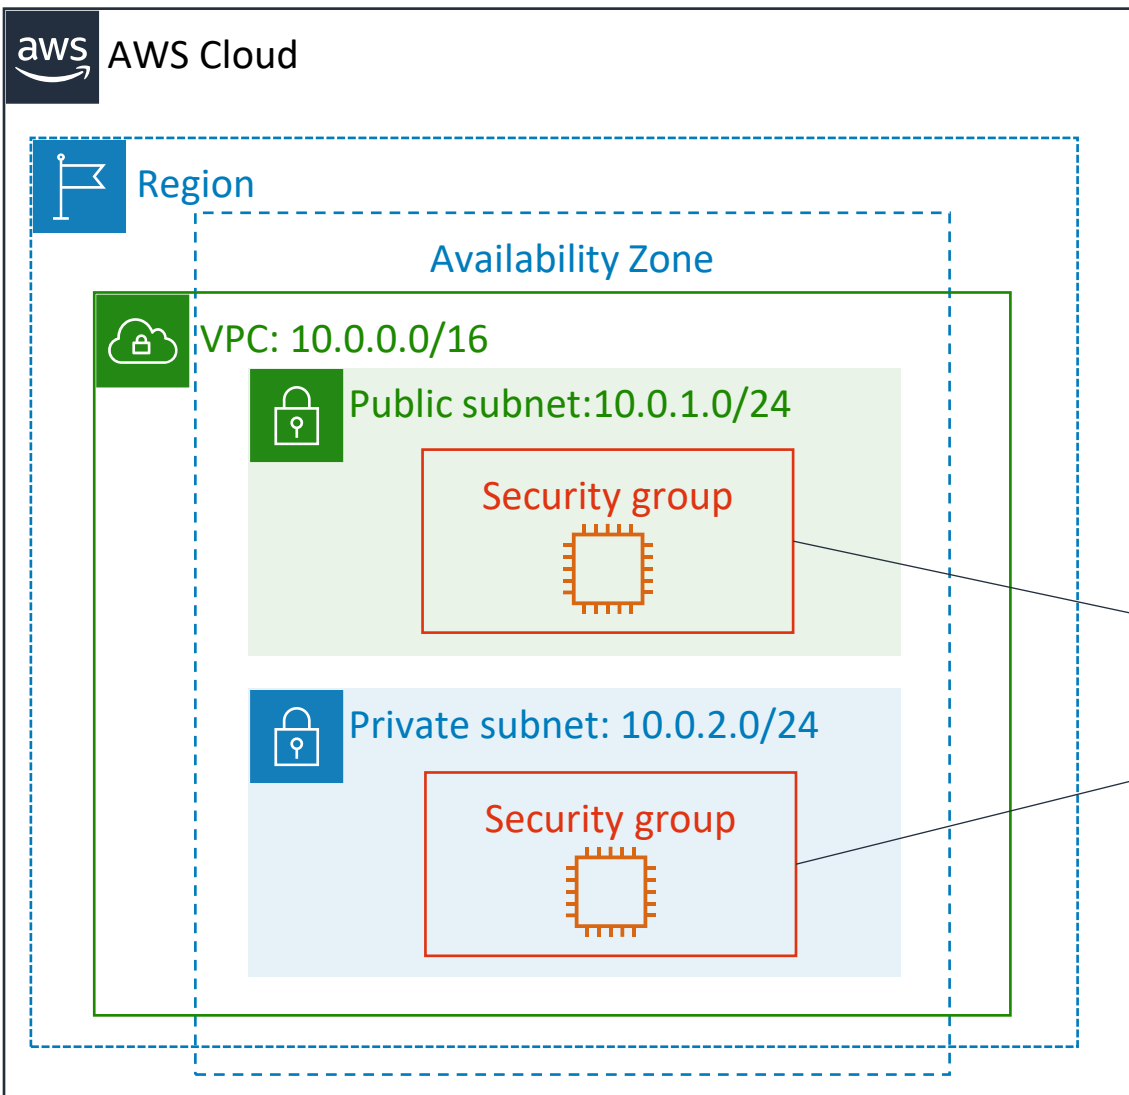 aws
AWS Cloud
Region
Availability Zone
VPC: 10.0.0.0/16
Public subnet:10.0.1.0/24
Security group
Private subnet: 10.0.2.0/24
Security group